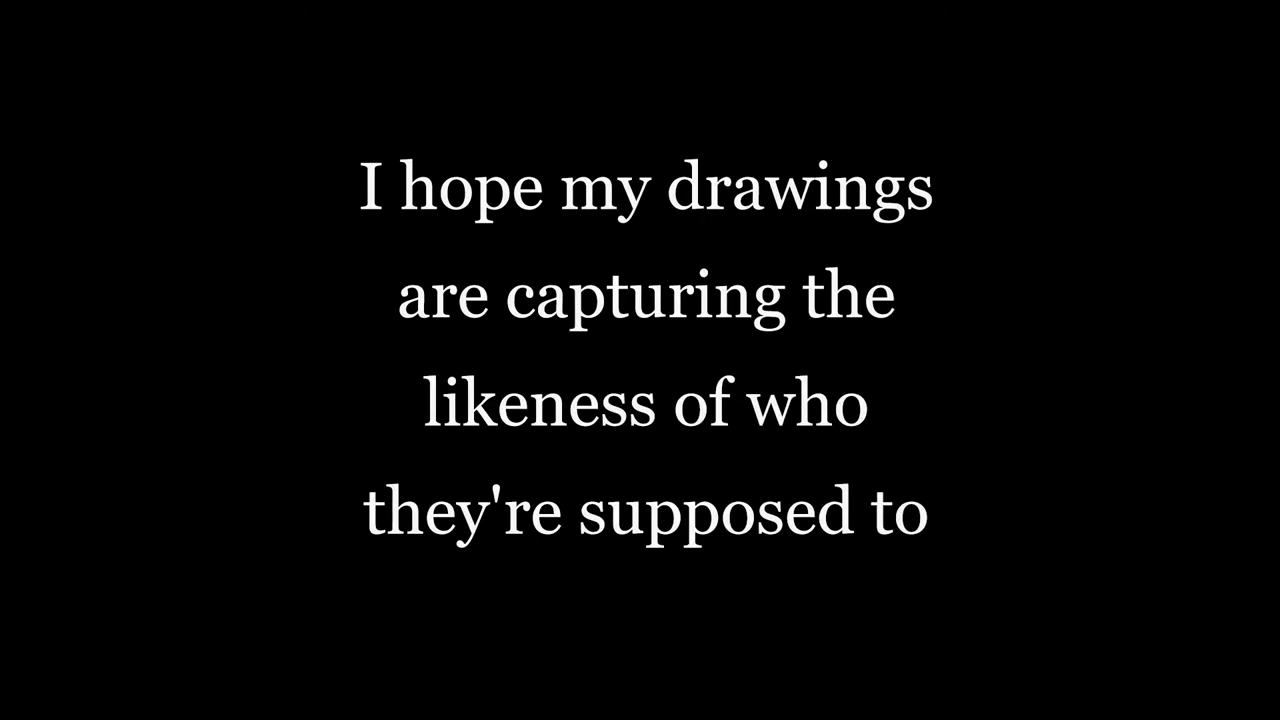 I hope my drawings
are capturing the
likeness of who
they're supposed to